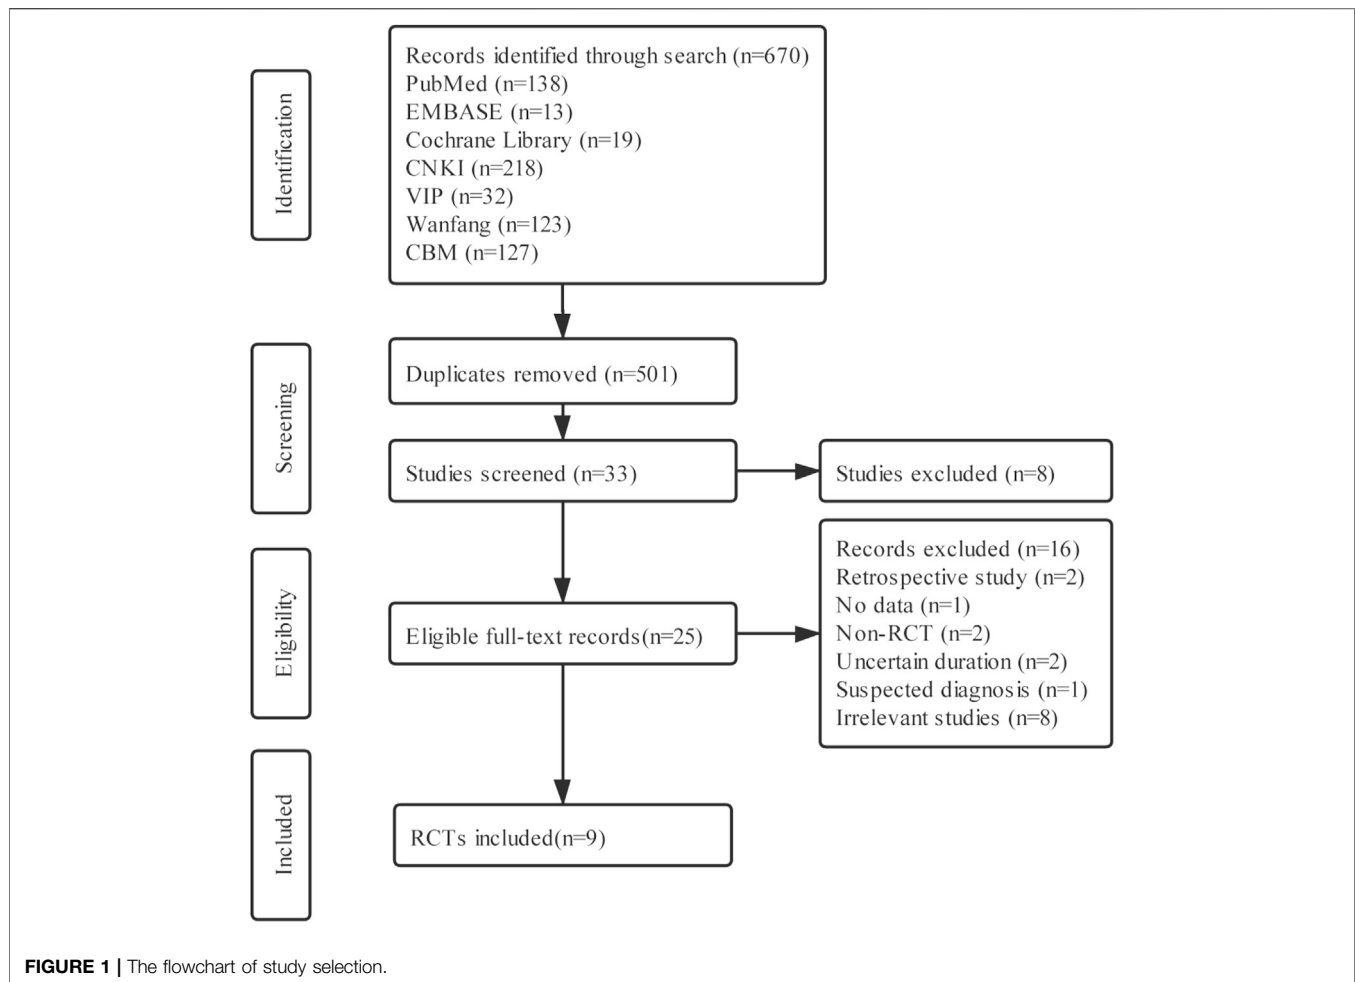 Identification
Records identified through search (n=670)
PubMed (n=138)
EMBASE (n=13)
Cochrane Library (n=19)
CNKI (n=218)
VIP (n=32)
Wanfang (n=123)
CBM (n=127)
Screening
Duplicates removed (n=501)
Studies screened (n=33)
Studies excluded (n=8)
Eligibility
Eligible full-text records(n=25)
Records excluded (n=16)
Retrospective study (n=2)
No data (n=1)
Non-RCT (n=2)
Uncertain duration (n=2)
Suspected diagnosis (n=1)
Irrelevant studies (n=8)
Included
RCTs included(n=9)
FIGURE 1 | The flowchart of study selection.